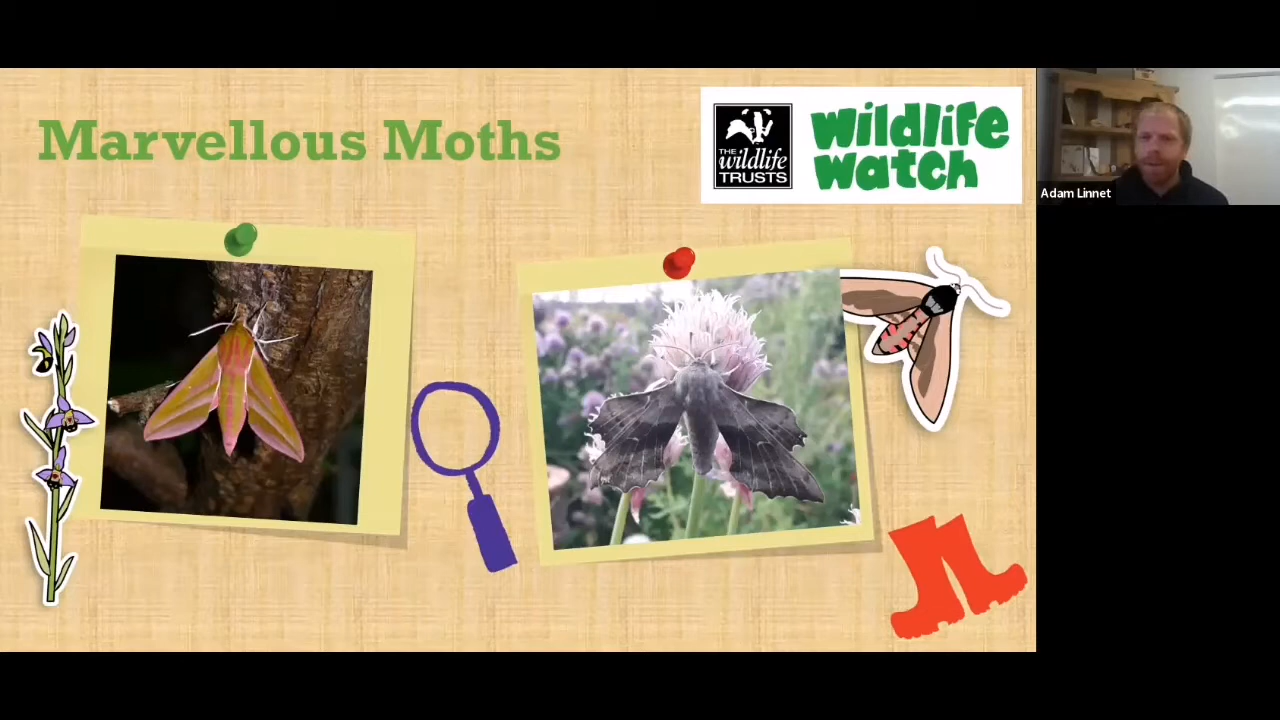 Marvellous Moths
THE
wildlife
TRUSTS
wildlife
watch
Adam Linnet